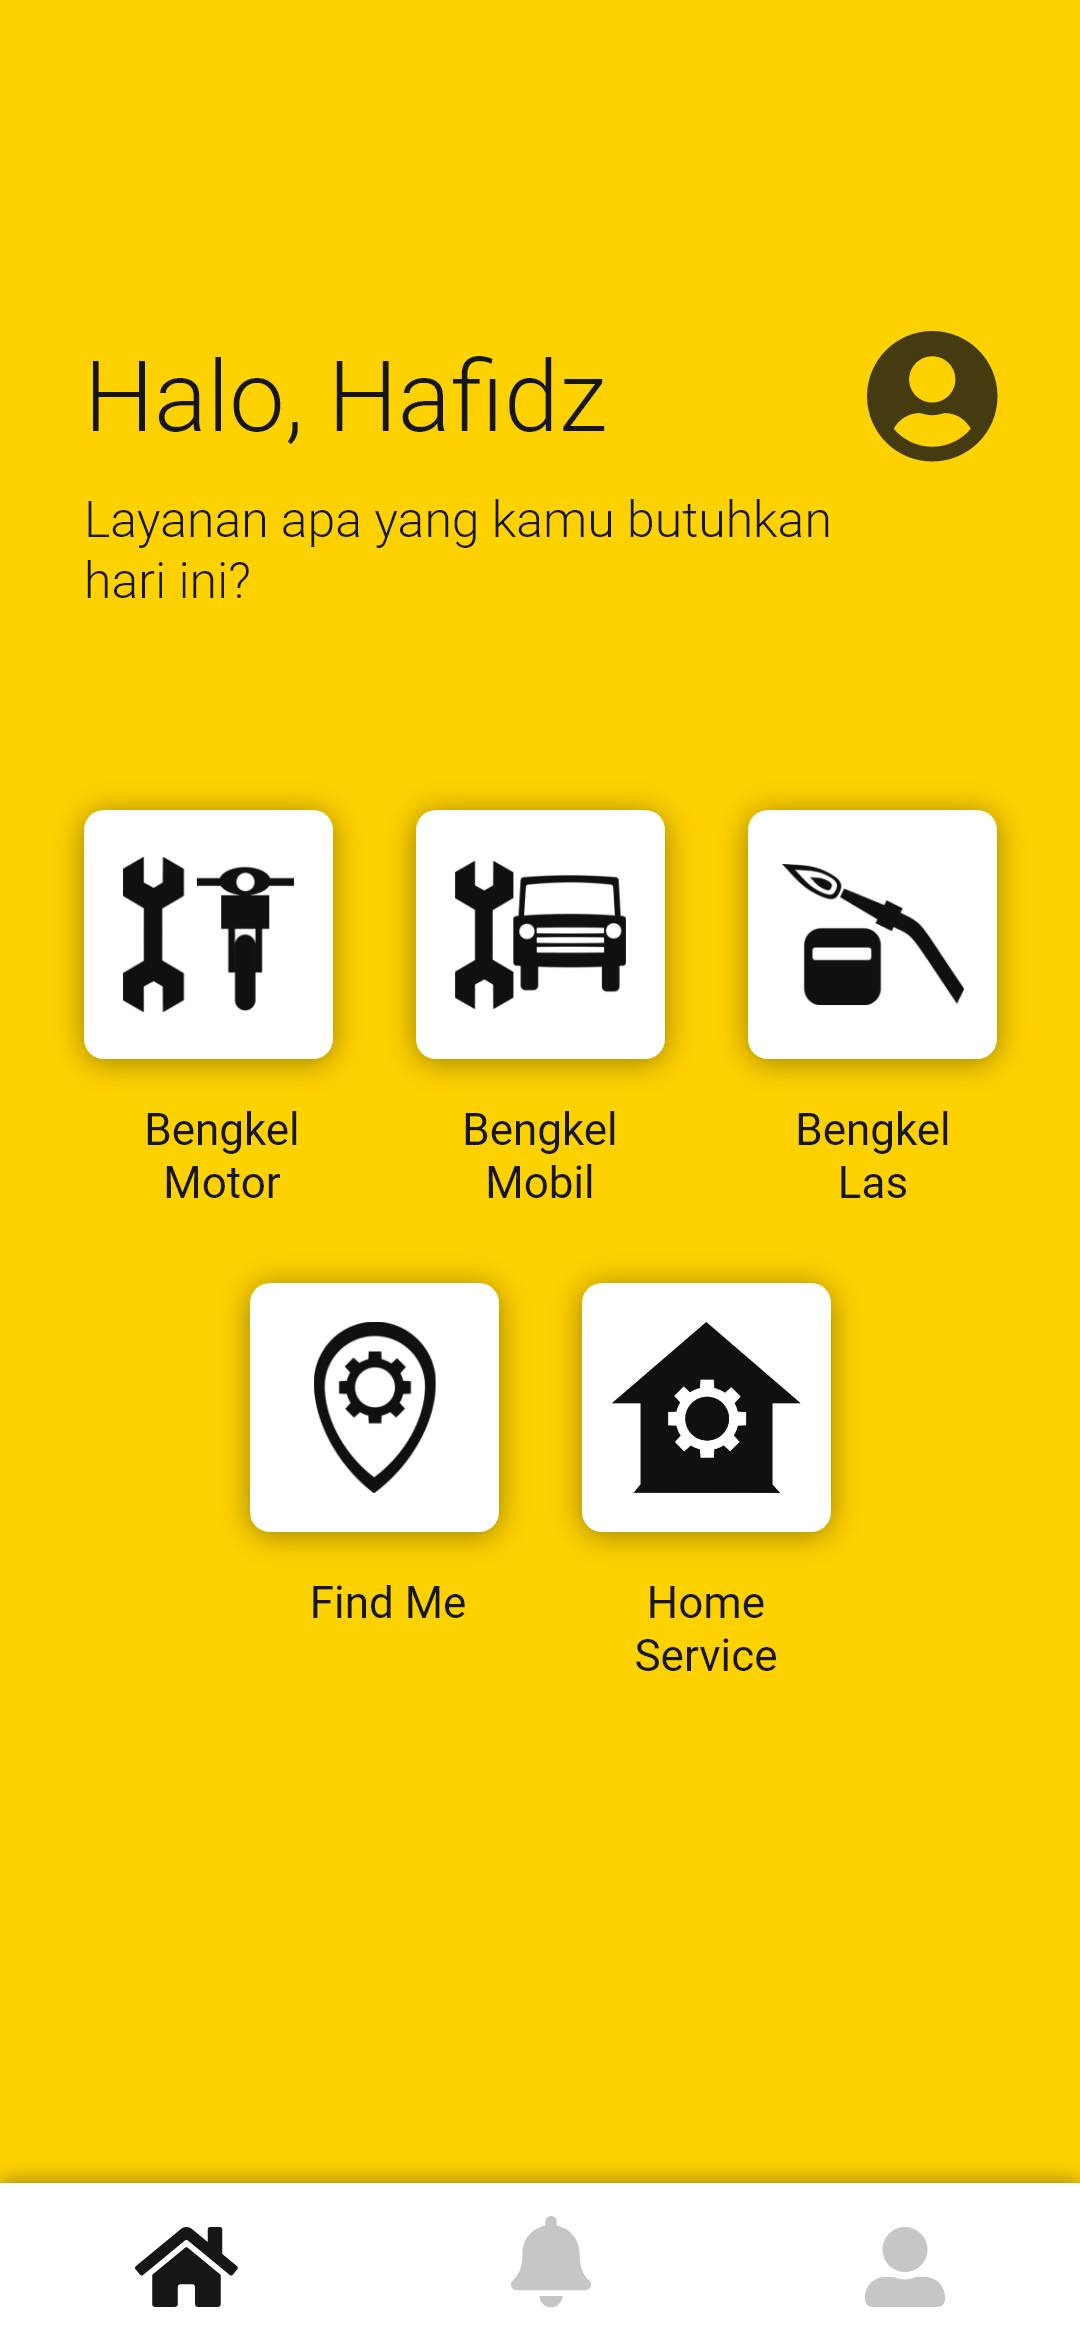 Halo, Hafidz
Layanan apa yang kamu butuhkan
hari ini?
Bengkel
Motor
Bengkel
Mobil
Bengkel
Las
Find Me
Home
Service